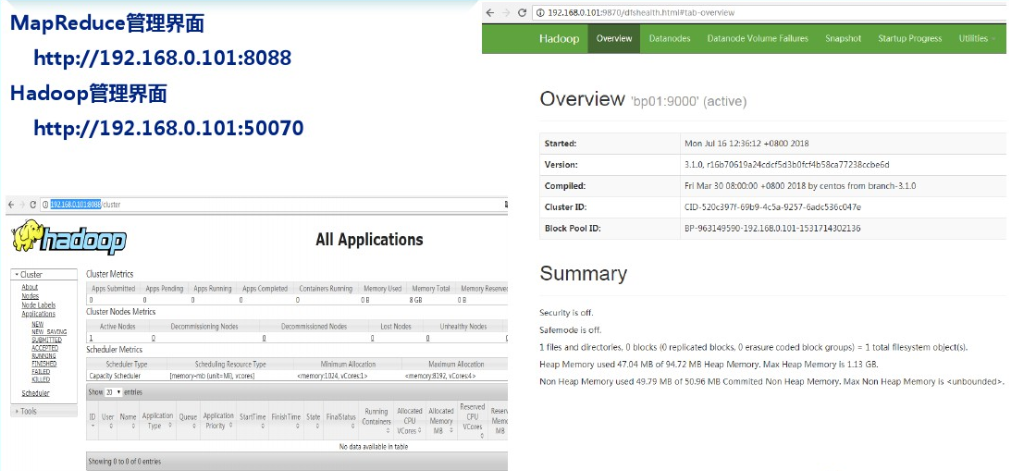 MapReduce管理界面
http://192.168.0.101:8088
Hadoop管理界面
http://192.168.0.101:50070
192.168.0.101:8088/cluster
hadoop
All Applications
Cluster
About
Nodes
Node Labels
Applications
NEW
NEW_SAVING
SUBMITTED
ACCEPTED
RUNNING
FINISHED
FAILED
KILLED
Scheduler
Tools
Cluster Metrics
Apps Submitted Apps Pending Apps Running Apps Completed Containers Running Memory Used Memory Total Memory Reserved
0 0 0 0 0 0 B 8 GB 0 B
Cluster Nodes Metrics
Active Nodes Decommissioning Nodes Decommissioned Nodes Lost Nodes Unhealthy Nodes
1 0 0 0 0
Scheduler Metrics
Scheduler Type Scheduling Resource Type Minimum Allocation Maximum Allocation
Capacity Scheduler [memory-mb (unit=Mi), vcores] <memory:1024, vCores:1> <memory:8192, vCores:4>
Show 20 entries
ID User Name Application Type Queue Application Priority StartTime FinishTime State FinalStatus Running Containers Allocated CPU VCores Allocated Memory MB Reserved CPU VCores Reserved Memory MB
No data available in table
Showing 0 to 0 of 0 entries
192.168.0.101:9870/dfshealth.html#tab-overview
Hadoop Overview Datanodes Datanode Volume Failures Snapshot Startup Progress Utilities
Overview 'bp01:9000' (active)
Started: Mon Jul 16 12:36:12 +0800 2018
Version: 3.1.0, r16b70619a24cdcf5d3b0fcf4b58ca77238ccbe6d
Compiled: Fri Mar 30 08:00:00 +0800 2018 by centos from branch-3.1.0
Cluster ID: CID-520c397f-69b9-4c5a-9257-6adc536c047e
Block Pool ID: BP-963149590-192.168.0.101-1531714302136
Summary
Security is off.
Safemode is off.
1 files and directories, 0 blocks (0 replicated blocks, 0 erasure coded block groups) = 1 total filesystem object(s).
Heap Memory used 47.04 MB of 94.72 MB Heap Memory. Max Heap Memory is 1.13 GB.
Non Heap Memory used 49.79 MB of 50.96 MB Commited Non Heap Memory. Max Non Heap Memory is <unbounded>.